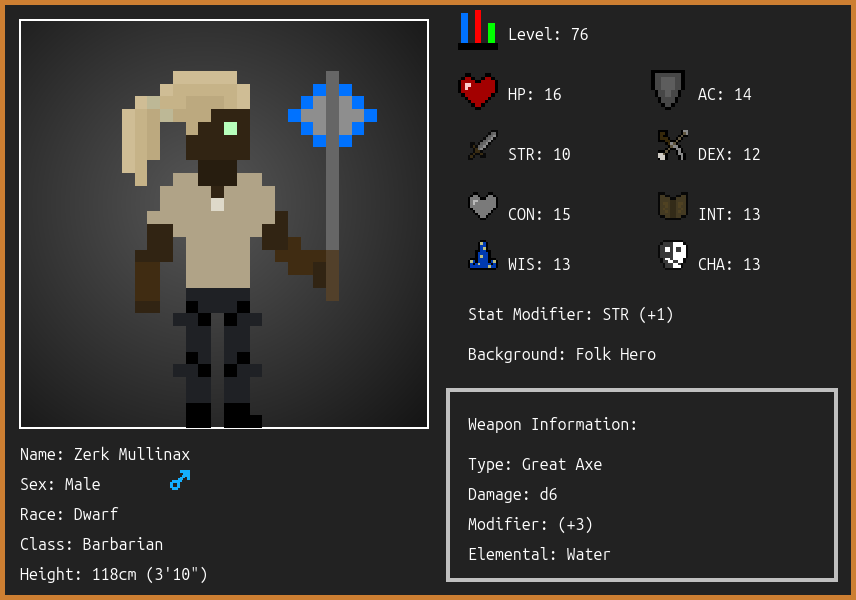 Level: 76
HP: 16
AC: 14
STR: 10
DEX: 12
CON: 15
INT: 13
WIS: 13
CHA: 13
Stat Modifier: STR (+1)
Background: Folk Hero
Weapon Information:
Type: Great Axe
Damage: d6
Modifier: (+3)
Elemental: Water
Name: Zerk Mullinax
Sex: Male
Race: Dwarf
Class: Barbarian
Height: 118cm (3'10")